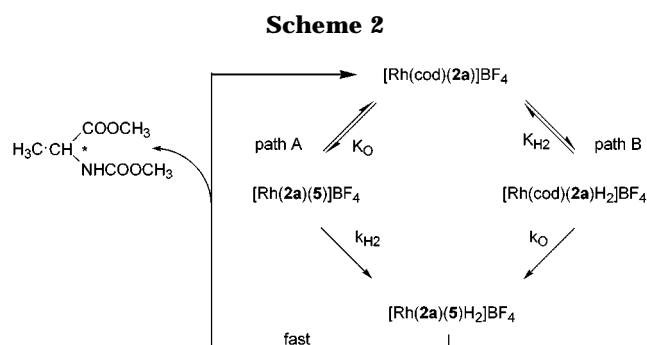 Scheme 2
[Rh(cod)(2a)]BF4
COOCH3
path A
KO
KH2
path B
H3C·CH *
NHCOOCH3
[Rh(2a)(5)]BF4
[Rh(cod)(2a)H2]BF4
kH2
kO
[Rh(2a)(5)H2]BF4
fast